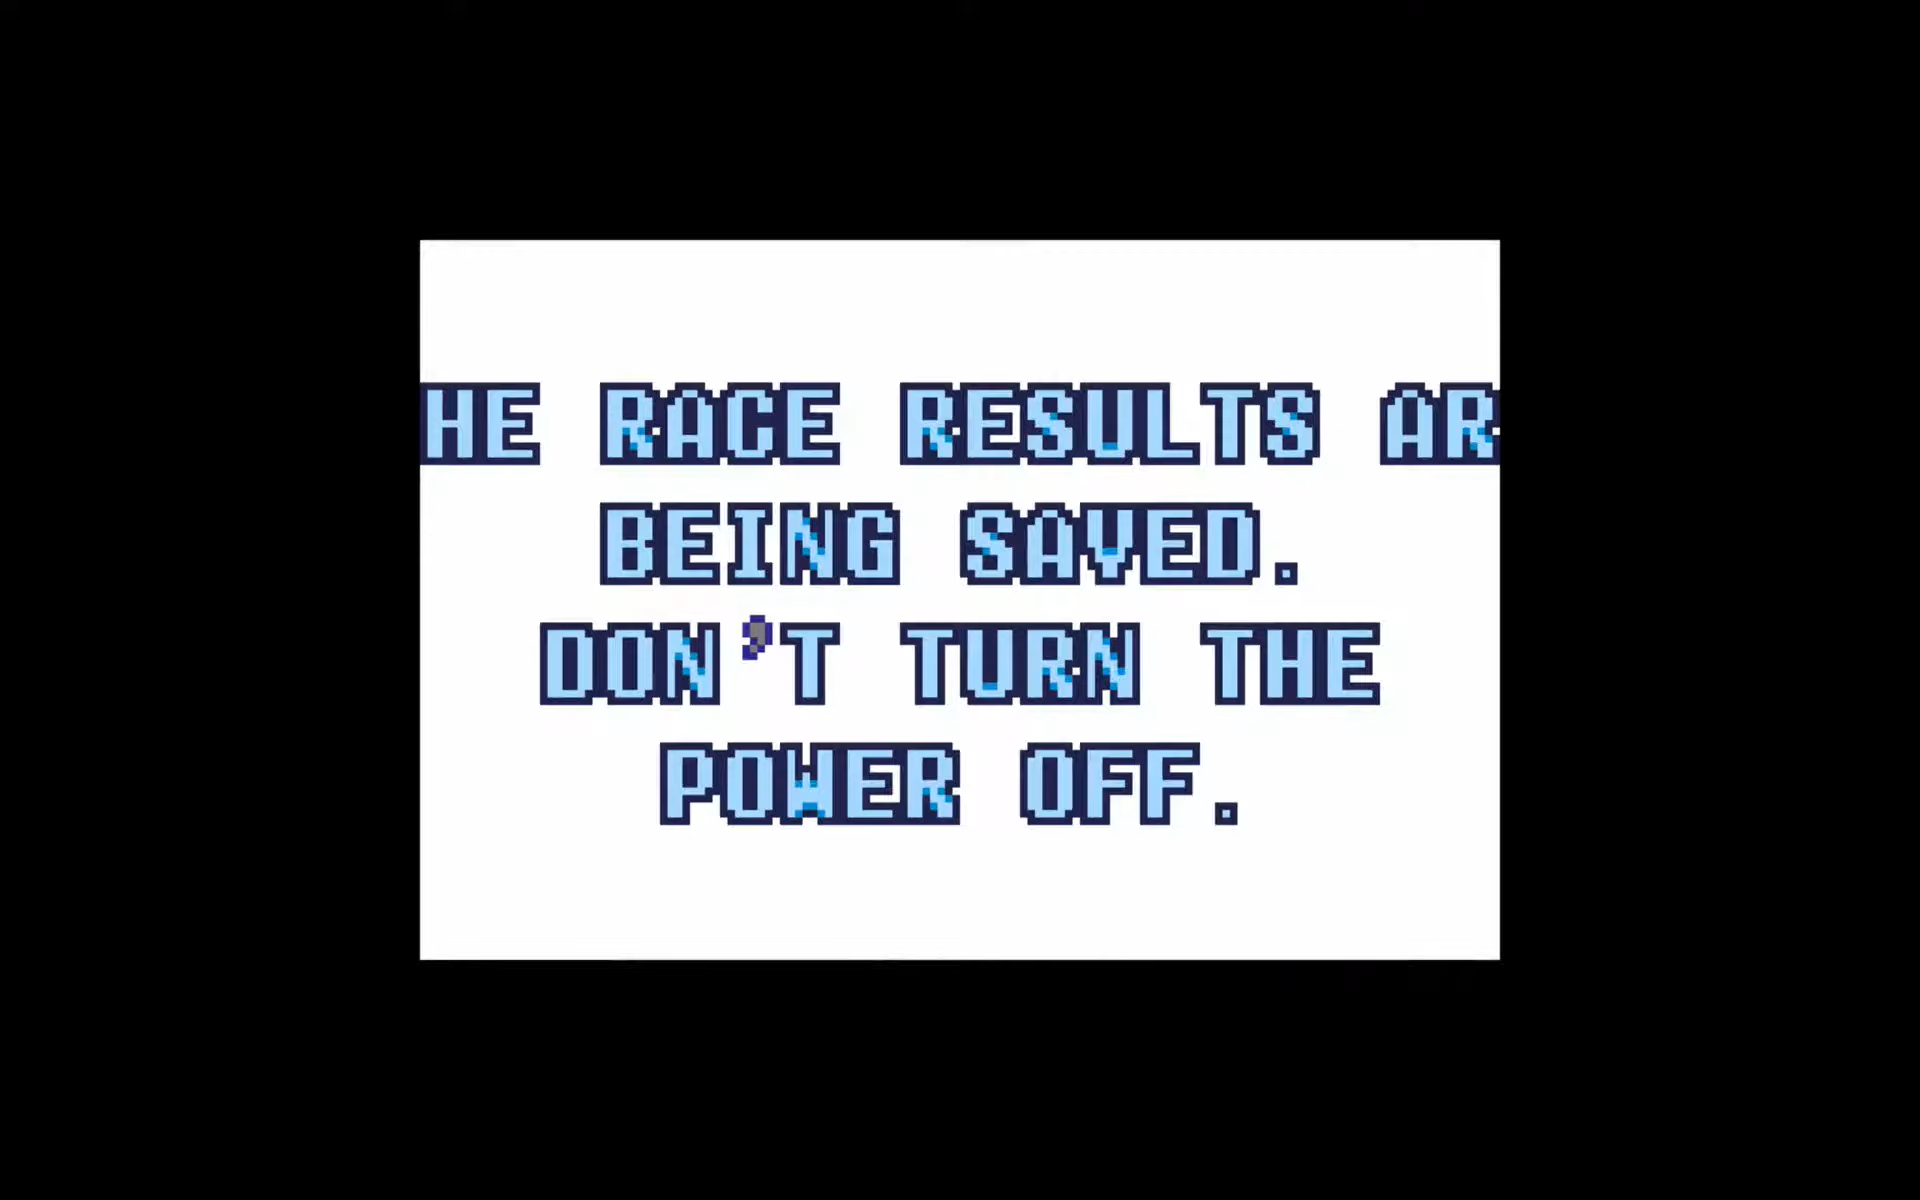 HE RACE RESULTS AR
BEING SAVED.
DON'T TURN THE
POWER OFF.